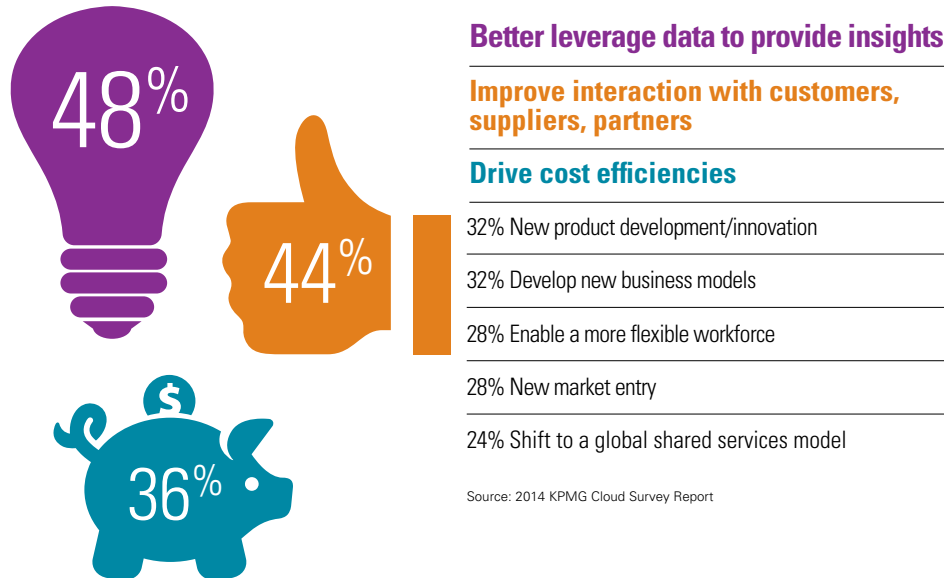 48%
44%
$
36%
Better leverage data to provide insights
Improve interaction with customers,
suppliers, partners
Drive cost efficiencies
32% New product development/innovation
32% Develop new business models
28% Enable a more flexible workforce
28% New market entry
24% Shift to a global shared services model
Source: 2014 KPMG Cloud Survey Report